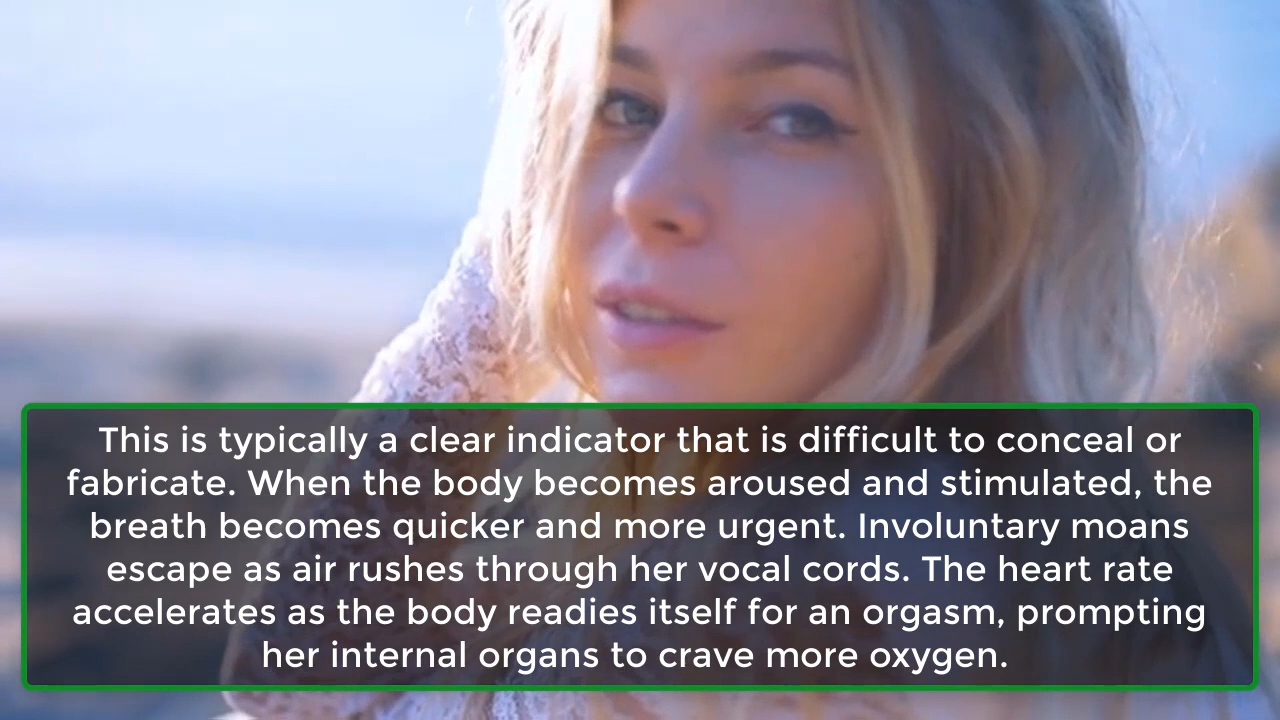 This is typically a clear indicator that is difficult to conceal or
fabricate. When the body becomes aroused and stimulated, the
breath becomes quicker and more urgent. Involuntary moans
escape as air rushes through her vocal cords. The heart rate
accelerates as the body readies itself for an orgasm, prompting
her internal organs to crave more oxygen.